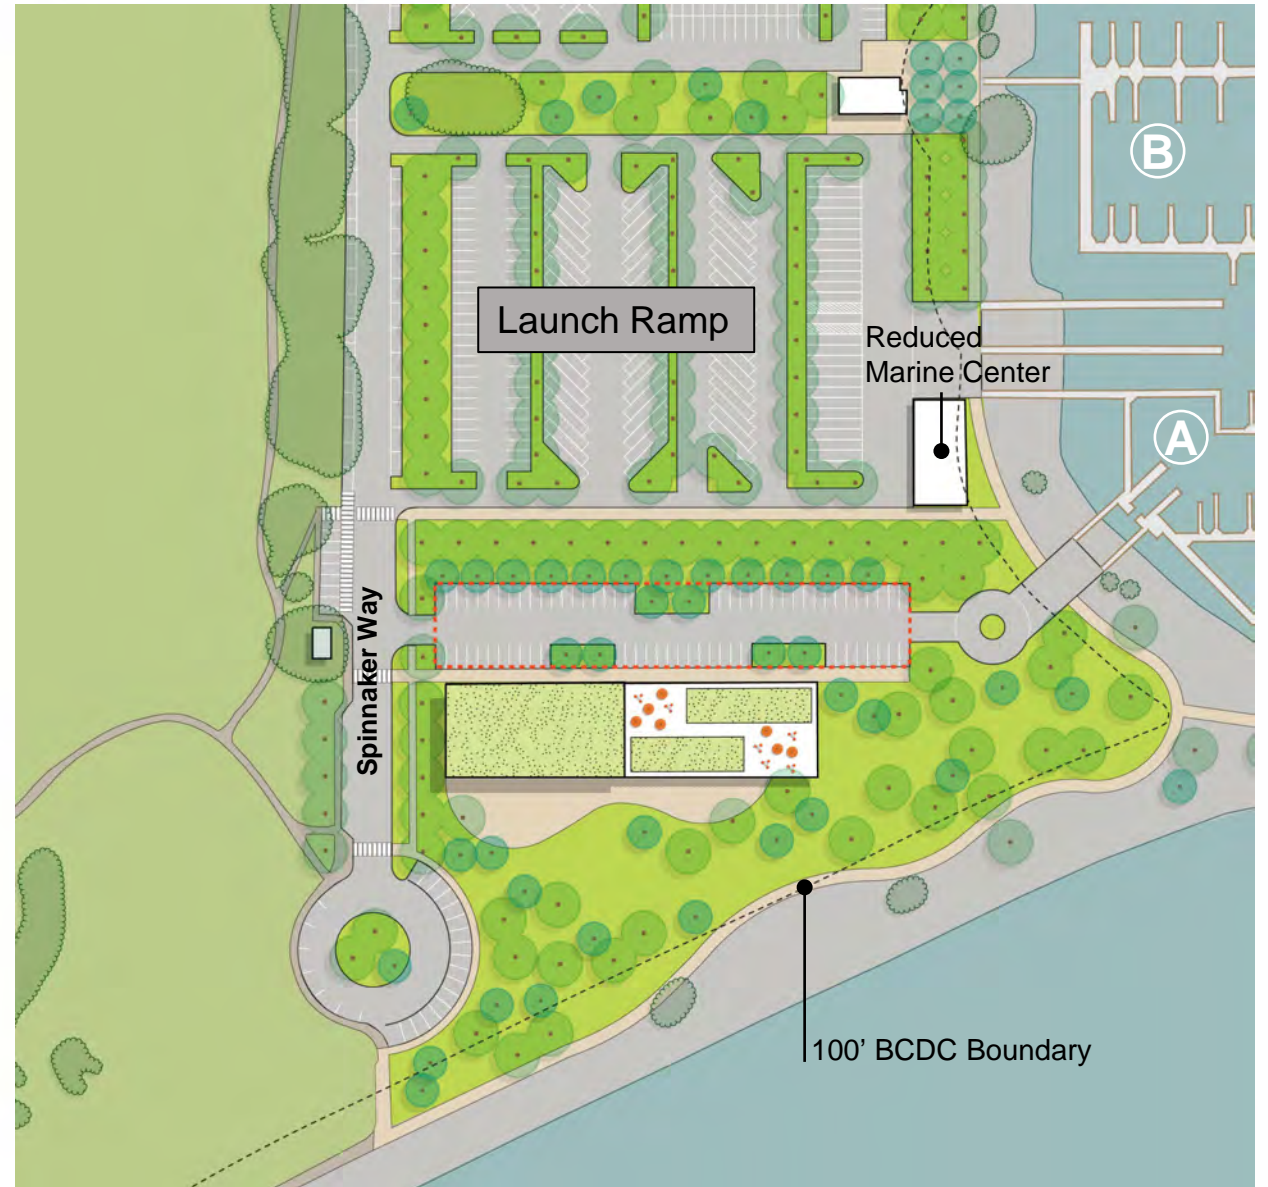 B
Launch Ramp
Reduced
Marine Center
A
Spinnaker Way
100’ BCDC Boundary